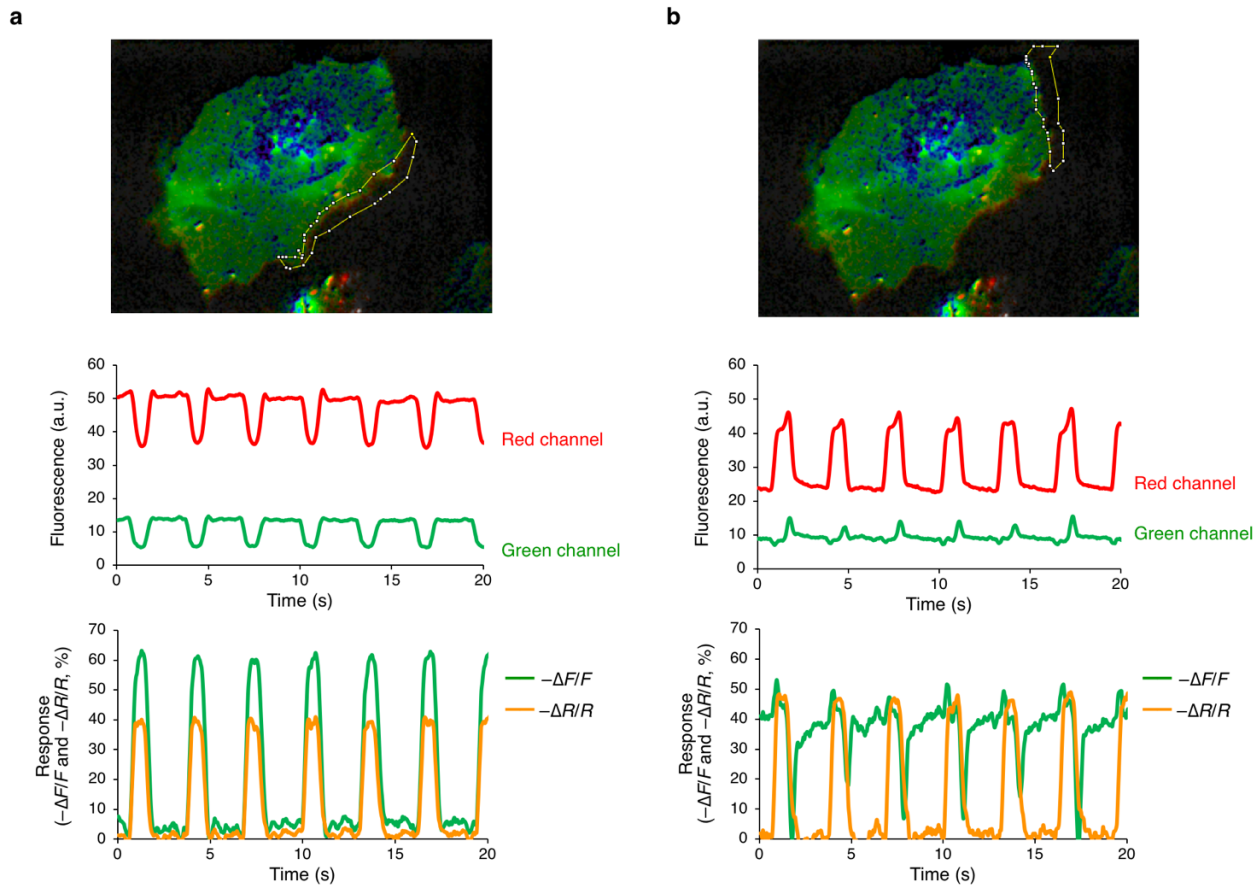 a
b
60
50
40
30
20
10
0
Fluorescence (a.u.)
Red channel
Green channel
0 5 10 15 20
Time (s)
60
50
40
30
20
10
0
Fluorescence (a.u.)
Red channel
Green channel
0 5 10 15 20
Time (s)
70
60
50
40
30
20
10
0
Response
(−ΔF/F and −ΔR/R, %)
−ΔF/F
−ΔR/R
0 5 10 15 20
Time (s)
70
60
50
40
30
20
10
0
Response
(−ΔF/F and −ΔR/R, %)
−ΔF/F
−ΔR/R
0 5 10 15 20
Time (s)